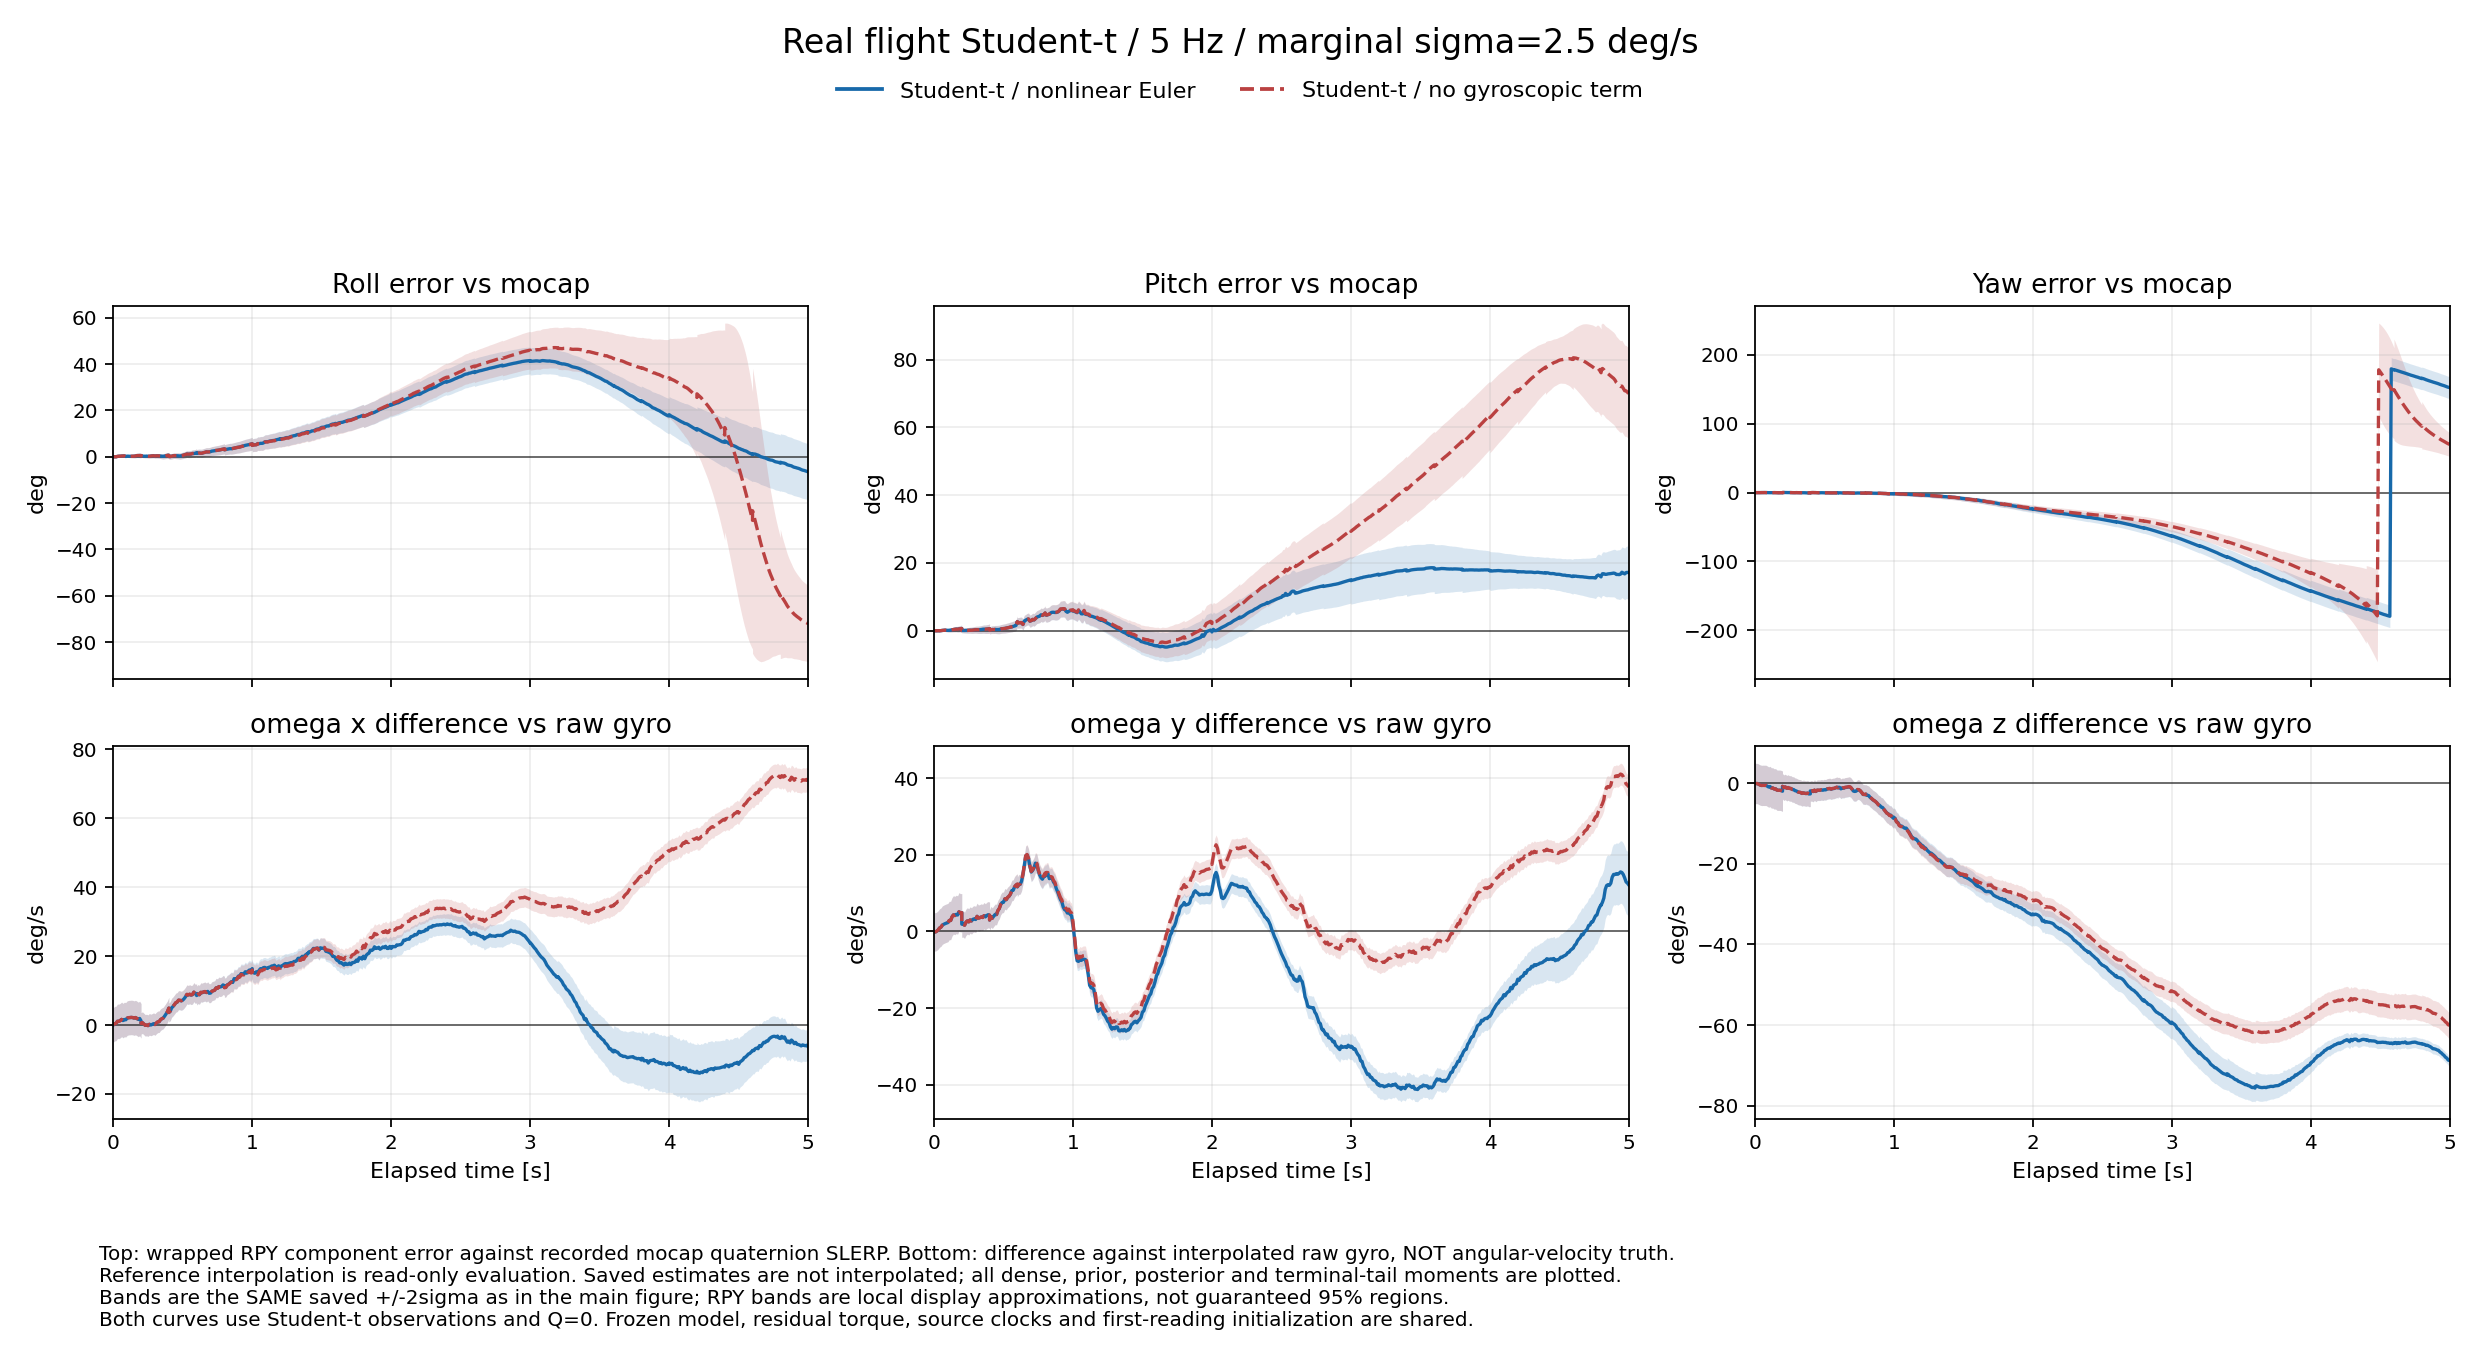 Real flight Student-t / 5 Hz / marginal sigma=2.5 deg/s
Student-t / nonlinear Euler
Student-t / no gyroscopic term
Roll error vs mocap
60
40
20
0
−20
−40
−60
−80
deg
Pitch error vs mocap
80
60
40
20
0
deg
Yaw error vs mocap
200
100
0
−100
−200
deg
omega x difference vs raw gyro
80
60
40
20
0
−20
deg/s
0 1 2 3 4 5
Elapsed time [s]
omega y difference vs raw gyro
40
20
0
−20
−40
deg/s
0 1 2 3 4 5
Elapsed time [s]
omega z difference vs raw gyro
0
−20
−40
−60
−80
deg/s
0 1 2 3 4 5
Elapsed time [s]
Top: wrapped RPY component error against recorded mocap quaternion SLERP. Bottom: difference against interpolated raw gyro, NOT angular-velocity truth.
Reference interpolation is read-only evaluation. Saved estimates are not interpolated; all dense, prior, posterior and terminal-tail moments are plotted.
Bands are the SAME saved +/-2sigma as in the main figure; RPY bands are local display approximations, not guaranteed 95% regions.
Both curves use Student-t observations and Q=0. Frozen model, residual torque, source clocks and first-reading initialization are shared.